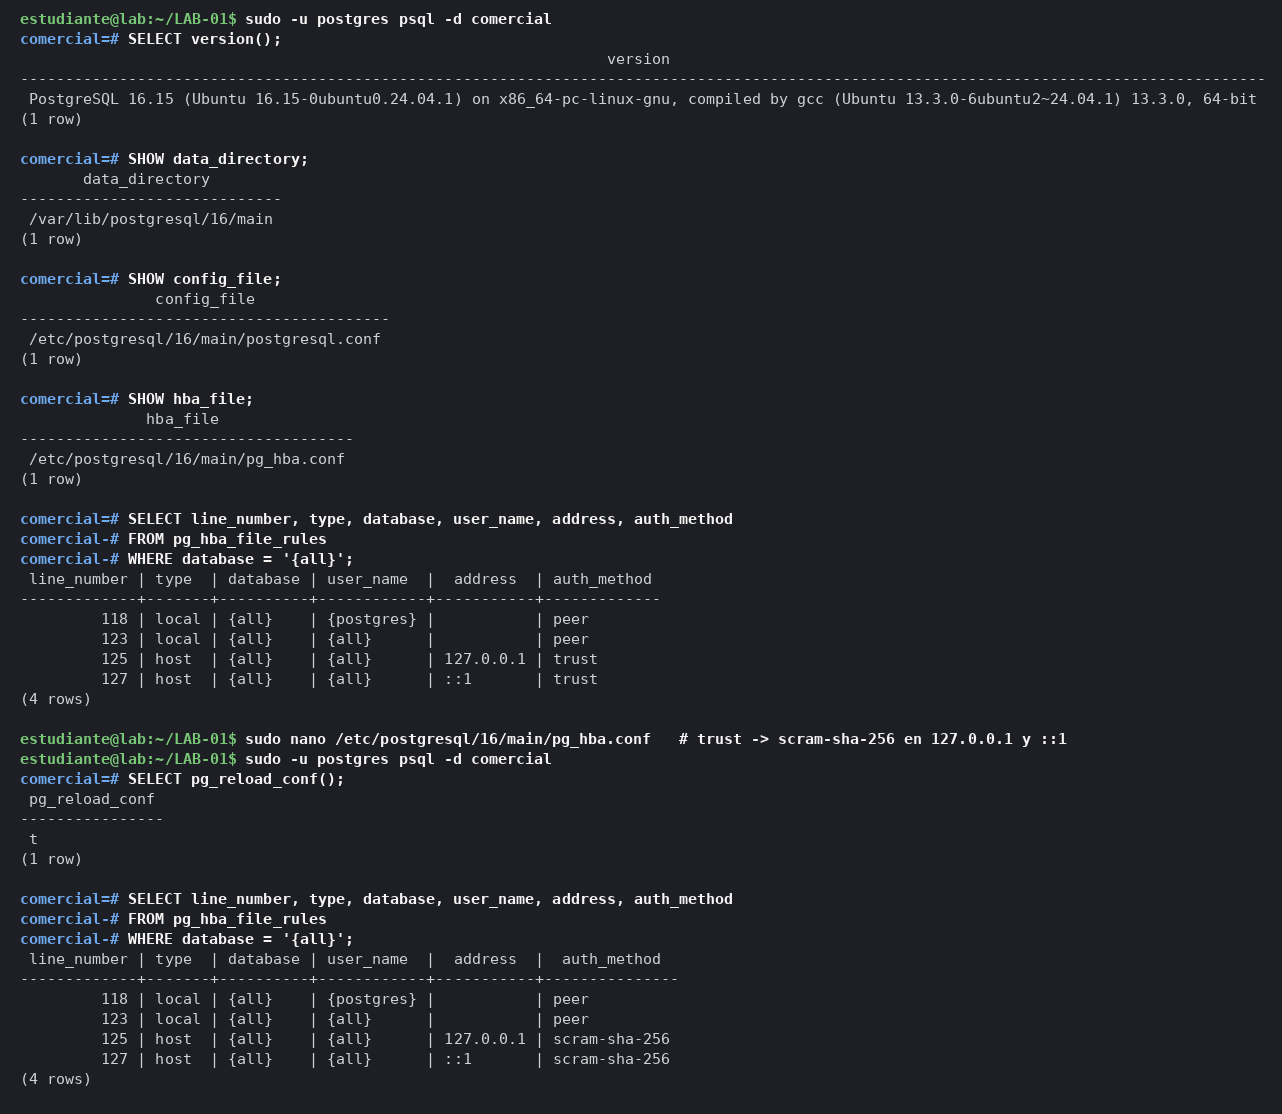 estudiante@lab:~/LAB-01$ sudo -u postgres psql -d comercial
comercial=# SELECT version();
                                                                 version
------------------------------------------------------------------------------------------------------------------------------------------
 PostgreSQL 16.15 (Ubuntu 16.15-0ubuntu0.24.04.1) on x86_64-pc-linux-gnu, compiled by gcc (Ubuntu 13.3.0-6ubuntu2~24.04.1) 13.3.0, 64-bit
(1 row)

comercial=# SHOW data_directory;
       data_directory
-----------------------------
 /var/lib/postgresql/16/main
(1 row)

comercial=# SHOW config_file;
               config_file
-----------------------------------------
 /etc/postgresql/16/main/postgresql.conf
(1 row)

comercial=# SHOW hba_file;
              hba_file
-------------------------------------
 /etc/postgresql/16/main/pg_hba.conf
(1 row)

comercial=# SELECT line_number, type, database, user_name, address, auth_method
comercial-# FROM pg_hba_file_rules
comercial-# WHERE database = '{all}';
 line_number | type  | database | user_name  |  address  | auth_method
-------------+-------+----------+------------+-----------+-------------
         118 | local | {all}    | {postgres} |           | peer
         123 | local | {all}    | {all}      |           | peer
         125 | host  | {all}    | {all}      | 127.0.0.1 | trust
         127 | host  | {all}    | {all}      | ::1       | trust
(4 rows)

estudiante@lab:~/LAB-01$ sudo nano /etc/postgresql/16/main/pg_hba.conf   # trust -> scram-sha-256 en 127.0.0.1 y ::1
estudiante@lab:~/LAB-01$ sudo -u postgres psql -d comercial
comercial=# SELECT pg_reload_conf();
 pg_reload_conf
----------------
 t
(1 row)

comercial=# SELECT line_number, type, database, user_name, address, auth_method
comercial-# FROM pg_hba_file_rules
comercial-# WHERE database = '{all}';
 line_number | type  | database | user_name  |  address  |  auth_method
-------------+-------+----------+------------+-----------+---------------
         118 | local | {all}    | {postgres} |           | peer
         123 | local | {all}    | {all}      |           | peer
         125 | host  | {all}    | {all}      | 127.0.0.1 | scram-sha-256
         127 | host  | {all}    | {all}      | ::1       | scram-sha-256
(4 rows)